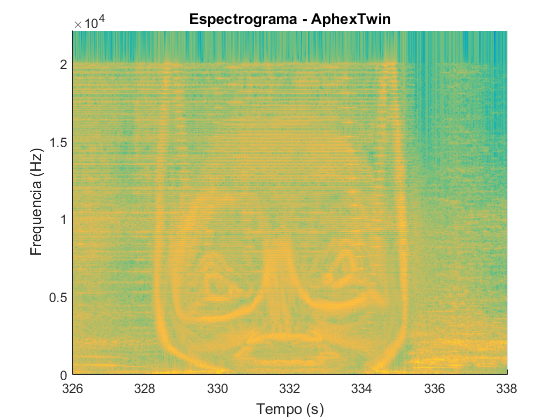 Espectrograma - AphexTwin
×10⁴
2
1.5
1
0.5
0
Frequencia (Hz)
326 328 330 332 334 336 338
Tempo (s)